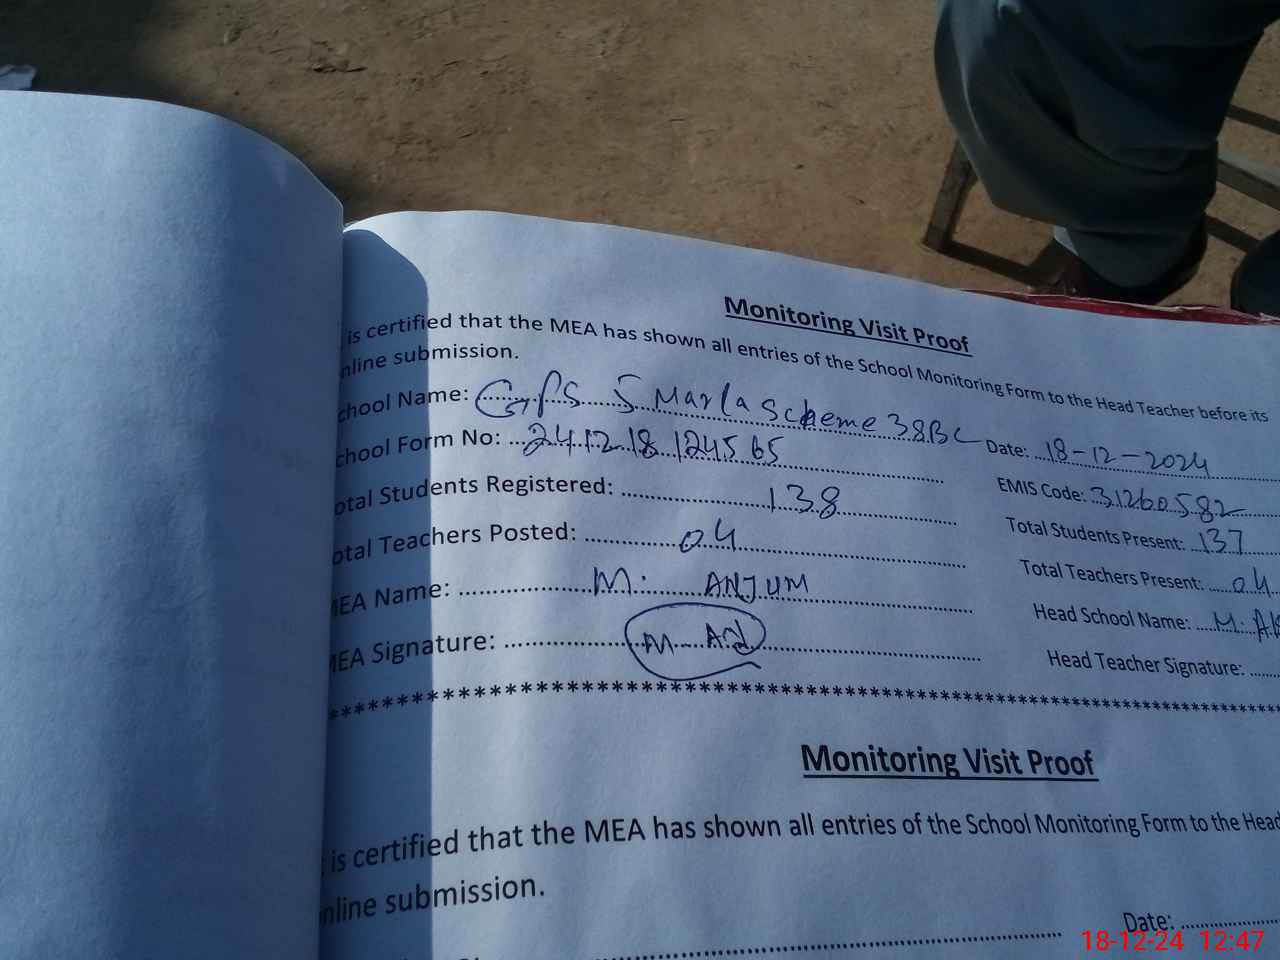 Monitoring Visit Proof
is certified that the MEA has shown all entries of the School Monitoring Form to the Head Teacher before its
nline submission.
chool Name: GPS 5 Marla Scheme 38BC Date: 18-12-2024
chool Form No: 241218124565 EMIS Code: 31260582
otal Students Registered: 138 Total Students Present: 137
otal Teachers Posted: 04 Total Teachers Present: 04
MEA Name: M. ANJUM Head School Name: M.
MEA Signature: Head Teacher Signature:
Monitoring Visit Proof
is certified that the MEA has shown all entries of the School Monitoring Form to the Head
nline submission.
Date:
18-12-24 12:47